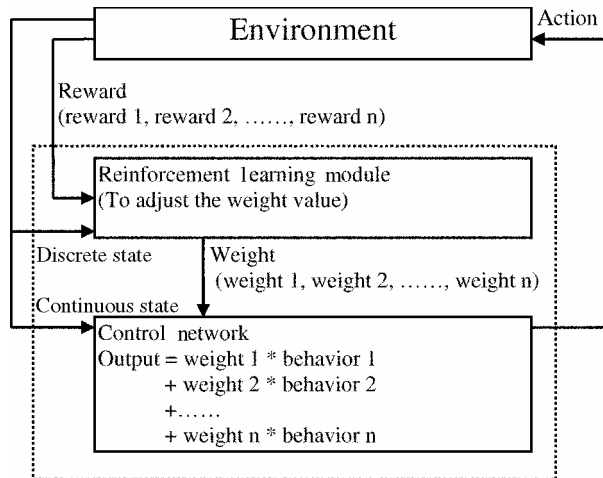 Environment
Action
Reward
(reward 1, reward 2, ......, reward n)
Reinforcement learning module
(To adjust the weight value)
Discrete state
Weight
(weight 1, weight 2, ......, weight n)
Continuous state
Control network
Output = weight 1 * behavior 1
+ weight 2 * behavior 2
+......
+ weight n * behavior n